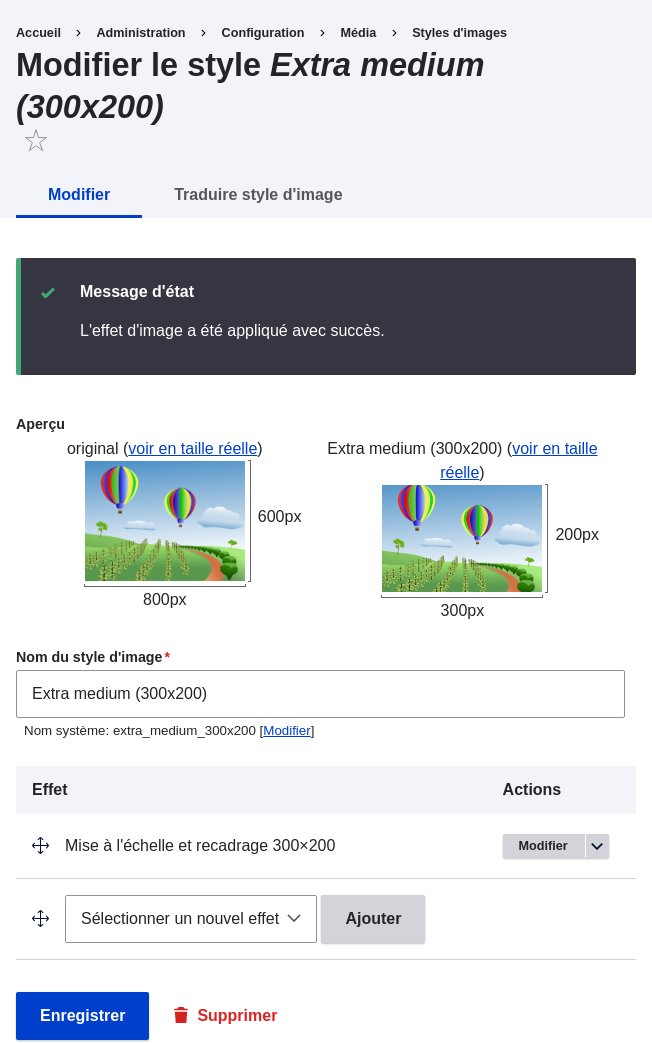 Accueil > Administration > Configuration > Média > Styles d'images
Modifier le style Extra medium
(300x200)
Modifier Traduire style d'image
Message d'état
L'effet d'image a été appliqué avec succès.
Aperçu
original (voir en taille réelle)
600px
800px
Extra medium (300x200) (voir en taille
réelle)
200px
300px
Nom du style d'image*
Extra medium (300x200)
Nom système: extra_medium_300x200 [Modifier]
Effet Actions
Mise à l'échelle et recadrage 300×200 Modifier
Sélectionner un nouvel effet Ajouter
Enregistrer Supprimer